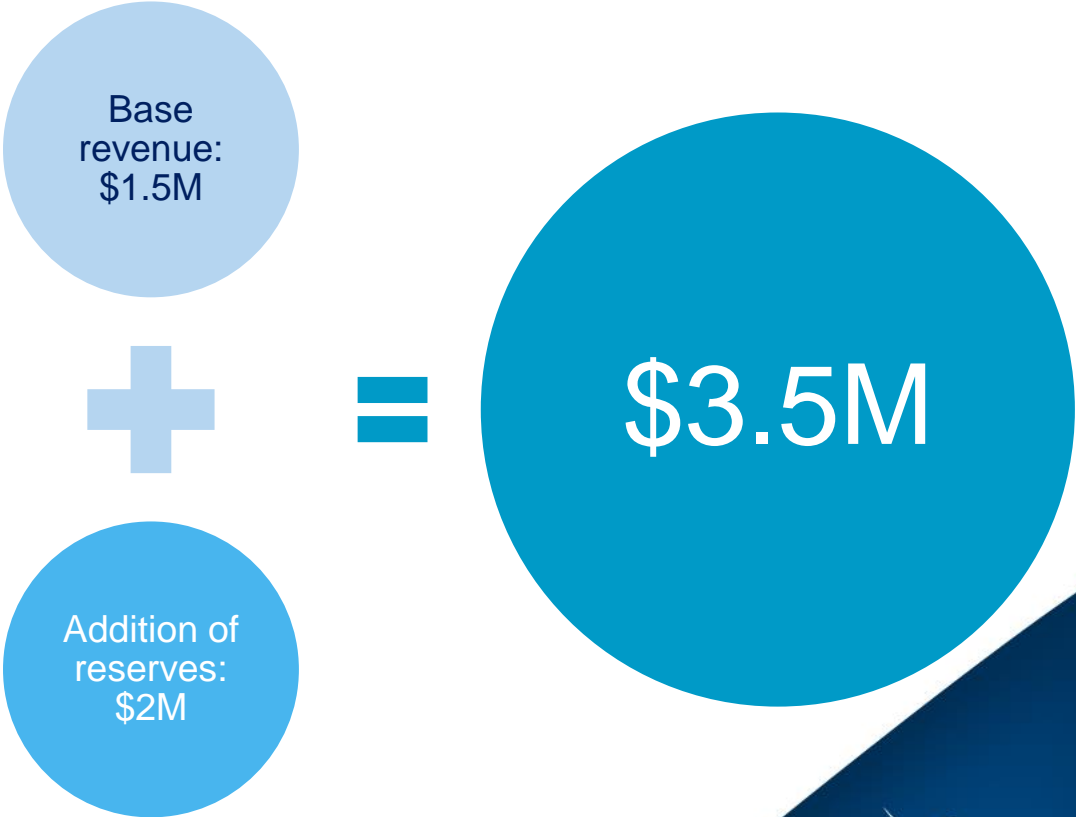 Base
revenue:
$1.5M
$3.5M
Addition of
reserves:
$2M